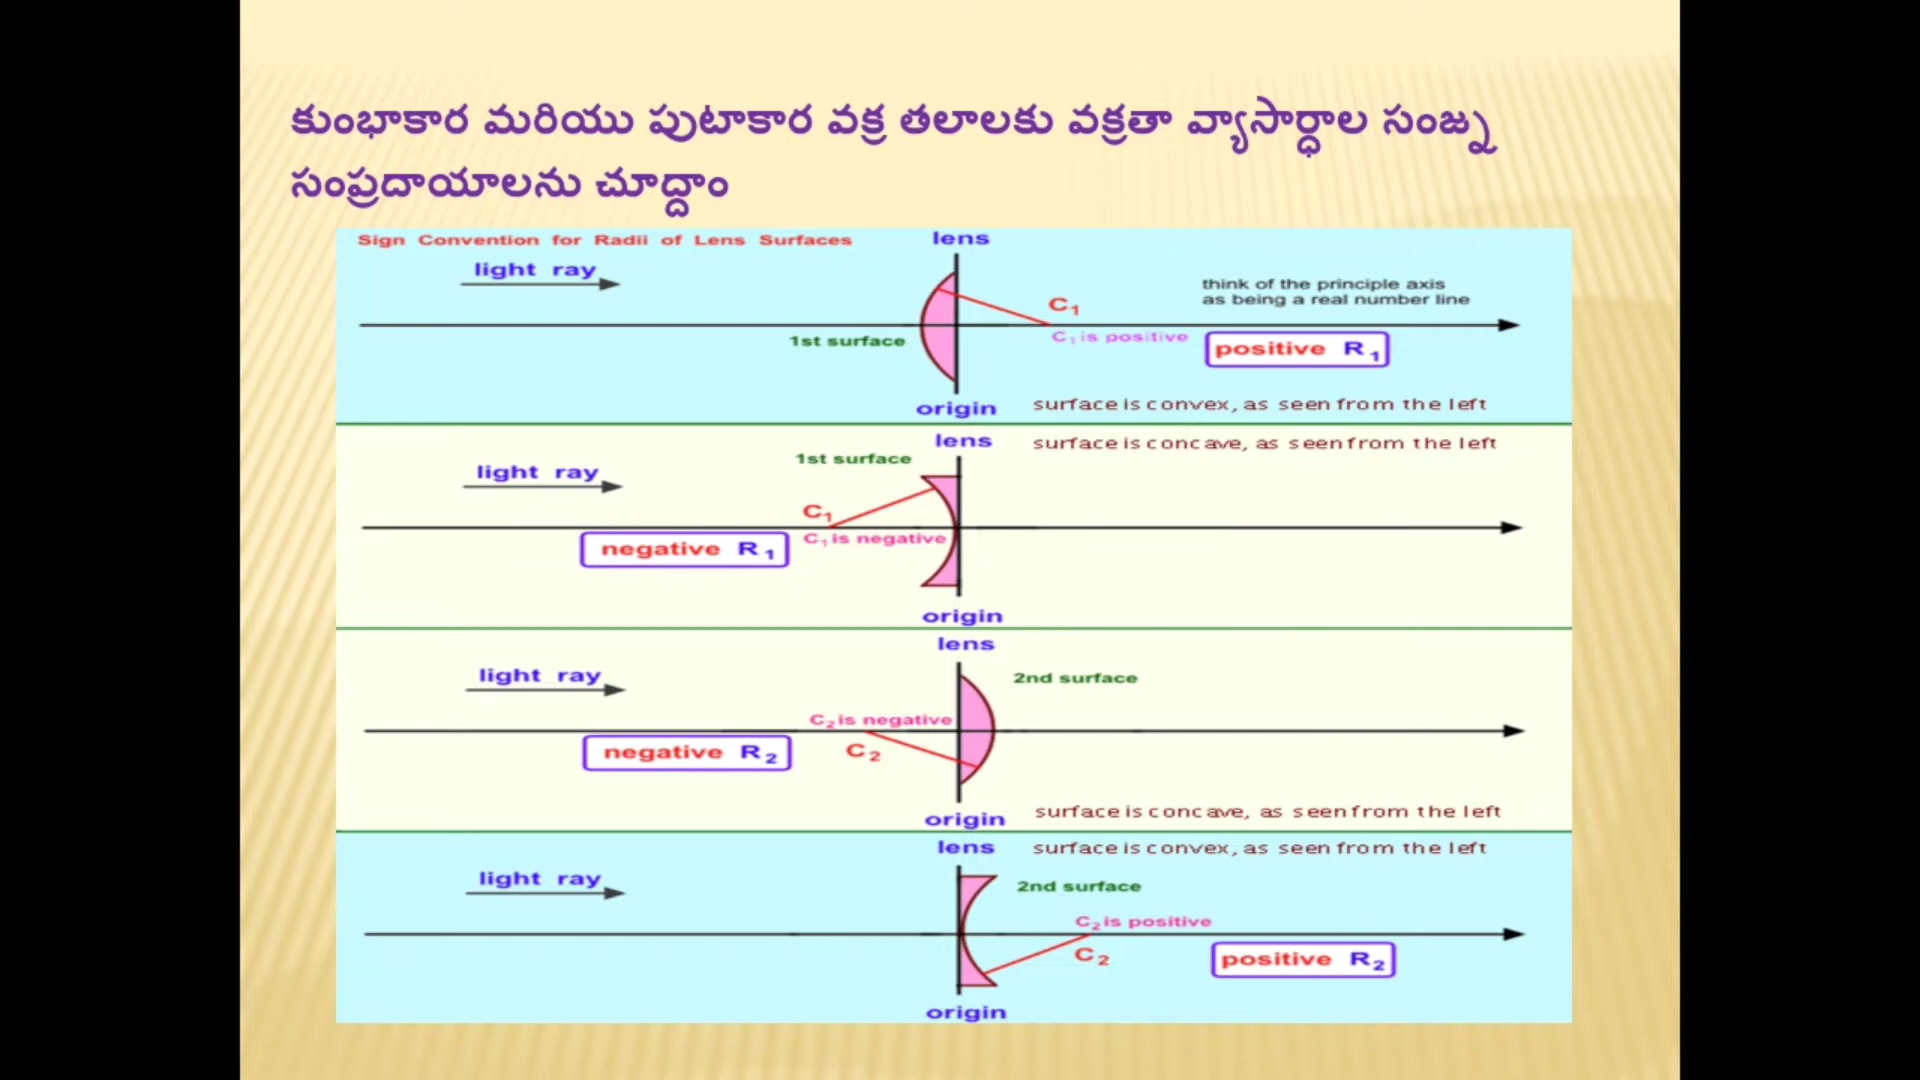 కుంభాకార మరియు పుటాకార వక్ర తలాలకు వక్రతా వ్యాసార్ధాల సంజ్ఞ
సంప్రదాయాలను చూద్దాం
Sign Convention for Radii of Lens Surfaces
lens
light ray
think of the principle axis
as being a real number line
C1
1st surface
C1 is positive
positive R1
origin
surface is convex, as seen from the left
lens
surface is concave, as seen from the left
1st surface
light ray
C1
C1 is negative
negative R1
origin
lens
light ray
2nd surface
C2 is negative
negative R2
C2
surface is concave, as seen from the left
origin
lens
surface is convex, as seen from the left
light ray
2nd surface
C2 is positive
C2
positive R2
origin